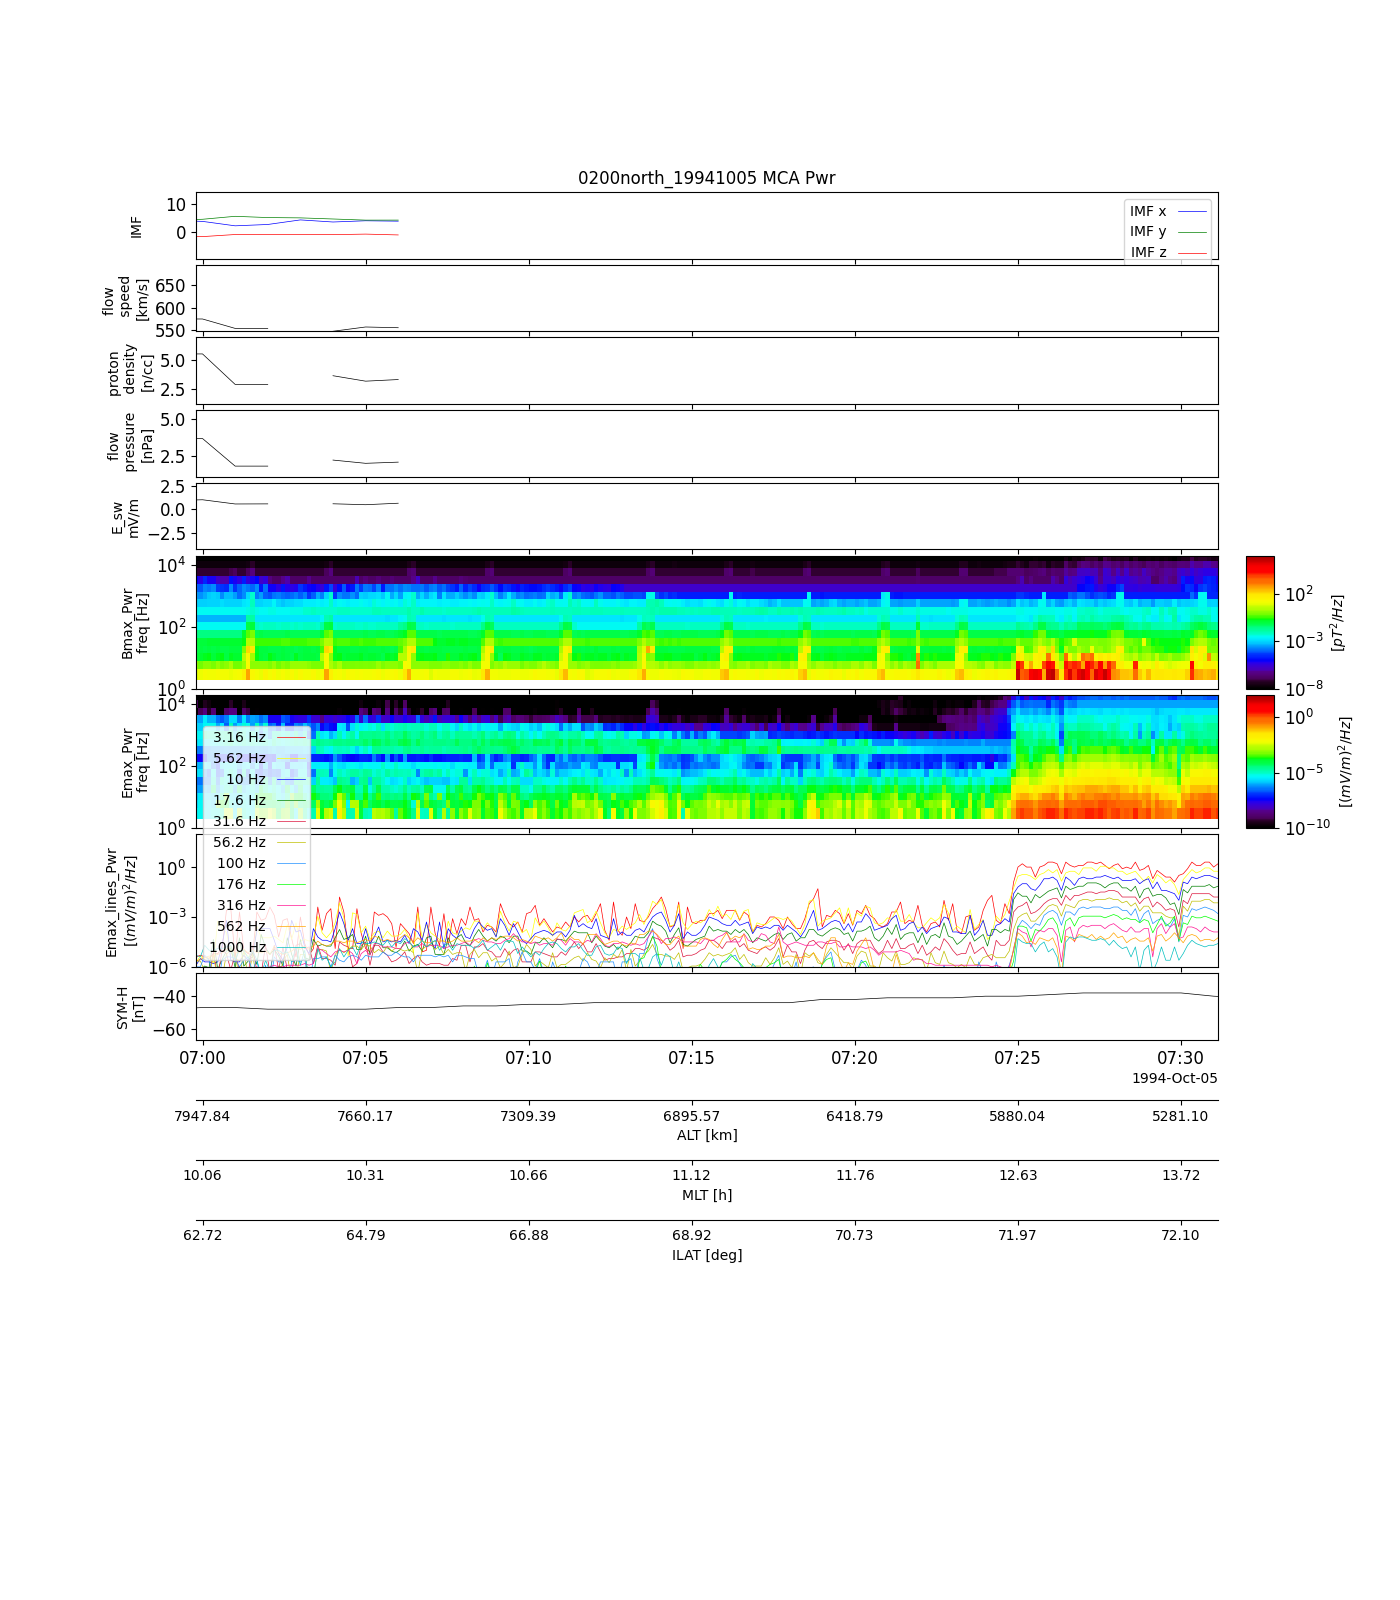 0200north_19941005 MCA Pwr
10
0
IMF
IMF x
IMF y
IMF z
650
600
550
flow
speed
[km/s]
5.0
2.5
proton
density
[n/cc]
5.0
2.5
flow
pressure
[nPa]
2.5
0.0
−2.5
E_sw
mV/m
10^4
10^2
10^0
Bmax_Pwr
freq [Hz]
10^2
10^−3
10^−8
[pT^2/Hz]
10^4
10^2
10^0
Emax_Pwr
freq [Hz]
10^0
10^−5
10^−10
[(mV/m)^2/Hz]
3.16 Hz
5.62 Hz
10 Hz
17.6 Hz
31.6 Hz
56.2 Hz
100 Hz
176 Hz
316 Hz
562 Hz
1000 Hz
10^0
10^−3
10^−6
Emax_lines_Pwr
[(mV/m)^2/Hz]
−40
−60
SYM-H
[nT]
07:00 07:05 07:10 07:15 07:20 07:25 07:30
1994-Oct-05
7947.84 7660.17 7309.39 6895.57 6418.79 5880.04 5281.10
ALT [km]
10.06 10.31 10.66 11.12 11.76 12.63 13.72
MLT [h]
62.72 64.79 66.88 68.92 70.73 71.97 72.10
ILAT [deg]